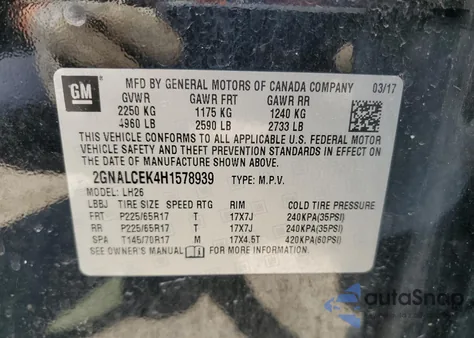 GM
MFD BY GENERAL MOTORS OF CANADA COMPANY 03/17
GVWR GAWR FRT GAWR RR
2250 KG 1175 KG 1240 KG
4960 LB 2590 LB 2733 LB
THIS VEHICLE CONFORMS TO ALL APPLICABLE U.S. FEDERAL MOTOR
VEHICLE SAFETY, BUMPER, AND THEFT PREVENTION STANDARDS
IN EFFECT ON THE DATE OF MANUFACTURE SHOWN ABOVE.
2GNALCEK4H1578939 TYPE: M.P.V.
MODEL: LH26
LBBJ TIRE SIZE SPEED RTG RIM COLD TIRE PRESSURE
FRT P225/65R17 T 17X7J 240KPA(35PSI)
RR P225/65R17 T 17X7J 240KPA(35PSI)
SPA T145/70R17 M 17X4.5T 420KPA(60PSI)
SEE OWNER'S MANUAL FOR MORE INFORMATION.
autaSnap